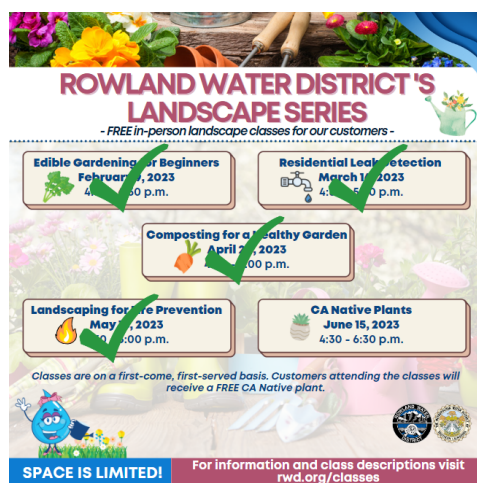 ROWLAND WATER DISTRICT'S
LANDSCAPE SERIES
- FREE in-person landscape classes for our customers -
Edible Gardening for Beginners
February 2023
p.m.
Residential Leak Detection
March 2023
p.m.
Composting for a Healthy Garden
April 2023
p.m.
Landscaping for Fire Prevention
May 2023
p.m.
CA Native Plants
June 15, 2023
4:30 - 6:30 p.m.
Classes are on a first-come, first-served basis. Customers attending the classes will
receive a FREE CA Native plant.
SPACE IS LIMITED!
For information and class descriptions visit
rwd.org/classes